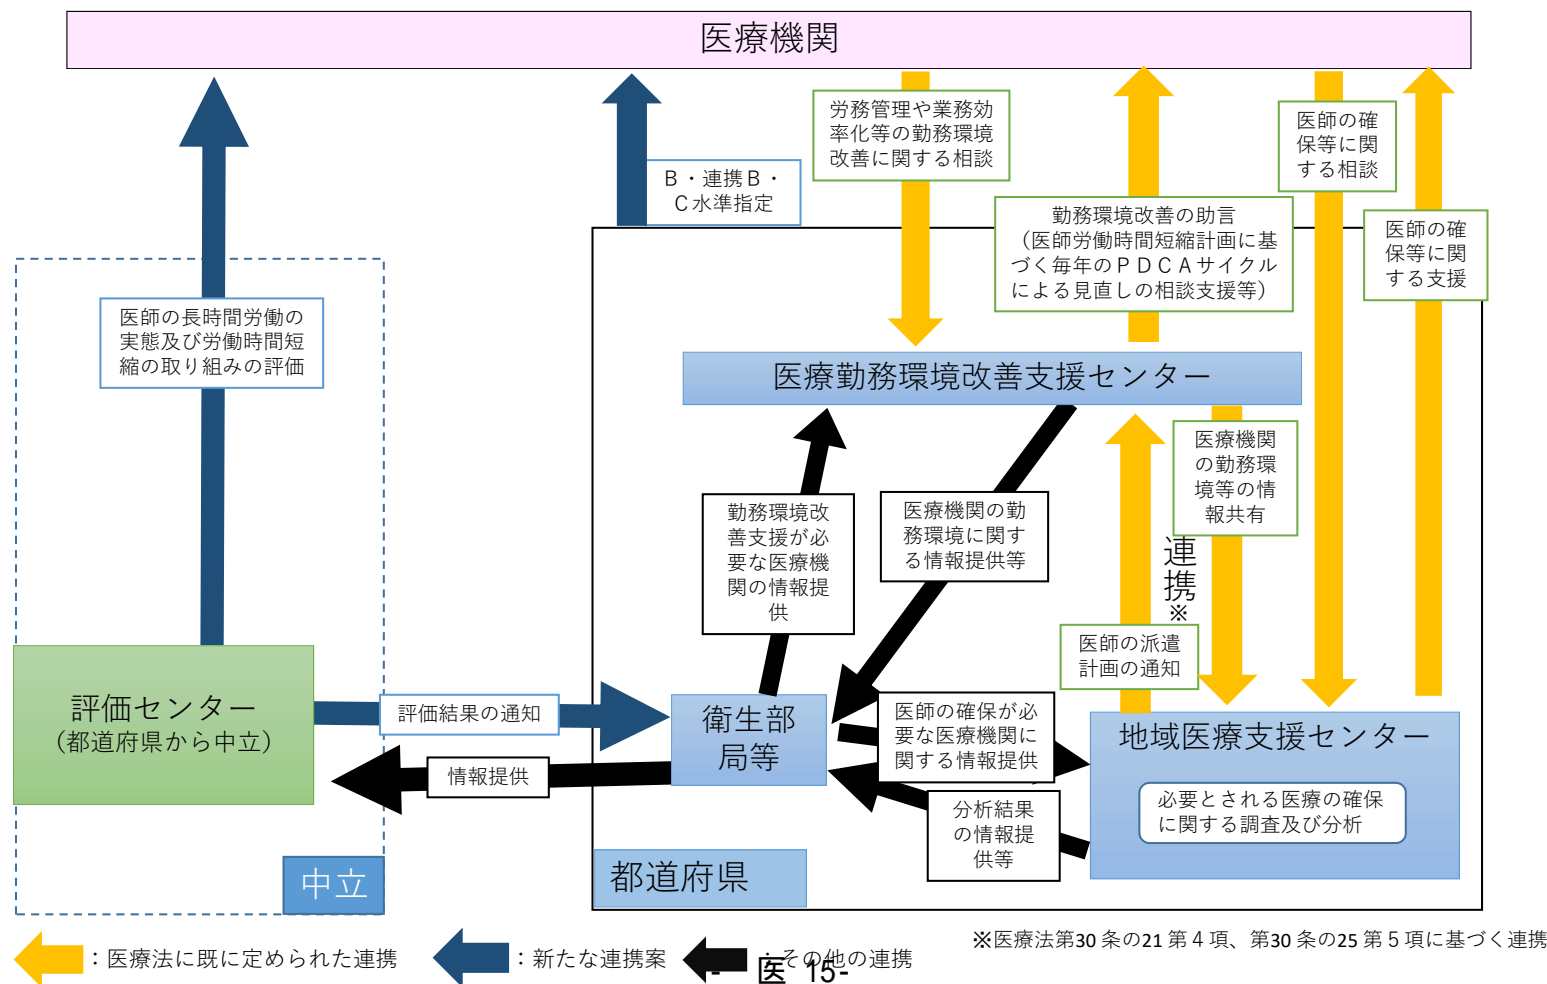 医療機関
労務管理や業務効
率化等の勤務環境
改善に関する相談
医師の確
保等に関
する相談
Ｂ・連携Ｂ・
Ｃ水準指定
勤務環境改善の助言
（医師労働時間短縮計画に基
づく毎年のＰＤＣＡサイクル
による見直しの相談支援等）
医師の確
保等に関
する支援
医師の長時間労働の
実態及び労働時間短
縮の取り組みの評価
医療勤務環境改善支援センター
医療機関
の勤務環
境等の情
報共有
勤務環境改
善支援が必
要な医療機
関の情報提
供
医療機関の勤
務環境に関す
る情報提供等
連携※
医師の派遣
計画の通知
評価センター
（都道府県から中立）
評価結果の通知
衛生部
局等
医師の確保が必
要な医療機関に
関する情報提供
地域医療支援センター
情報提供
必要とされる医療の確保
に関する調査及び分析
分析結果
の情報提
供等
中立
都道府県
※医療法第30条の21第４項、第30条の25第５項に基づく連携
：医療法に既に定められた連携
：新たな連携案
：その他の連携
- 医 15-